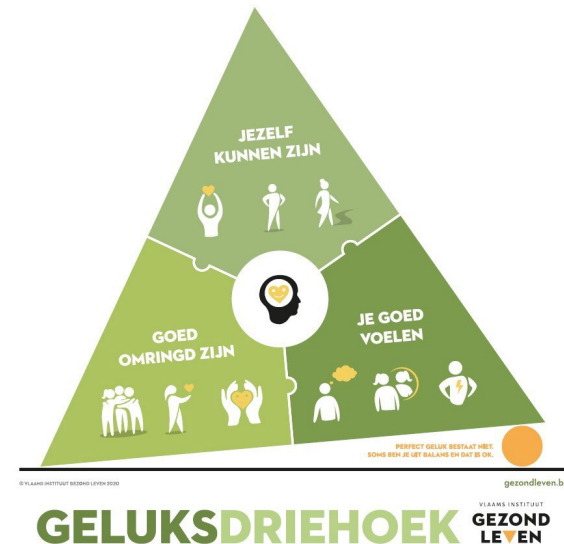 JEZELF
KUNNEN ZIJN
GOED
OMRINGD ZIJN
JE GOED
VOELEN
PERFECT GELUK BESTAAT NIET.
SOMS BEN JE UIT BALANS EN DAT IS OK.
© VLAAMS INSTITUUT GEZOND LEVEN 2020
gezondleven.b
GELUKSDRIEHOEK
VLAAMS INSTITUUT
GEZOND
LEVEN